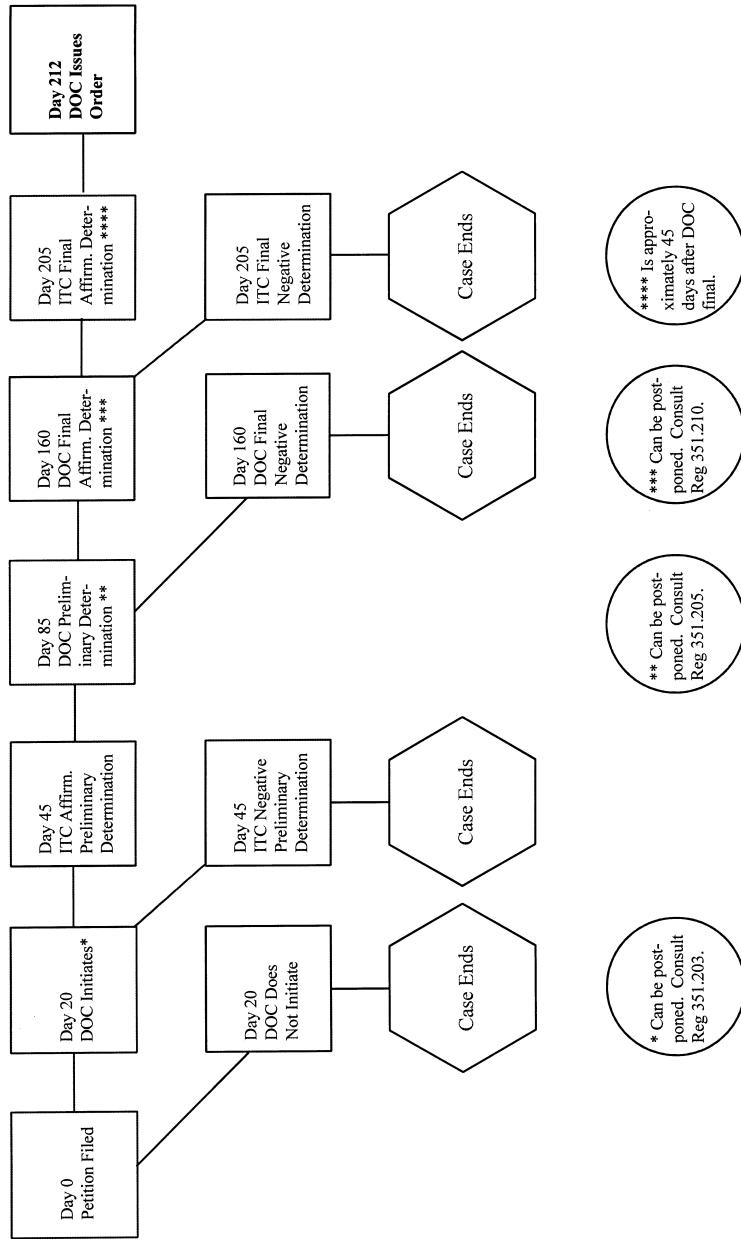 Day 0
Petition Filed
Day 20
DOC Initiates*
Day 45
ITC Affirm.
Preliminary
Determination
Day 85
DOC Prelim-
inary Deter-
mination **
Day 160
DOC Final
Affirm. Deter-
mination ***
Day 205
ITC Final
Affirm. Deter-
mination ****
Day 212
DOC Issues
Order
Day 20
DOC Does
Not Initiate
Day 45
ITC Negative
Preliminary
Determination
Day 160
DOC Final
Negative
Determination
Day 205
ITC Final
Negative
Determination
Case Ends
Case Ends
Case Ends
Case Ends
* Can be post-
poned. Consult
Reg 351.203.
** Can be post-
poned. Consult
Reg 351.205.
*** Can be post-
poned. Consult
Reg 351.210.
**** Is appro-
ximately 45
days after DOC
final.